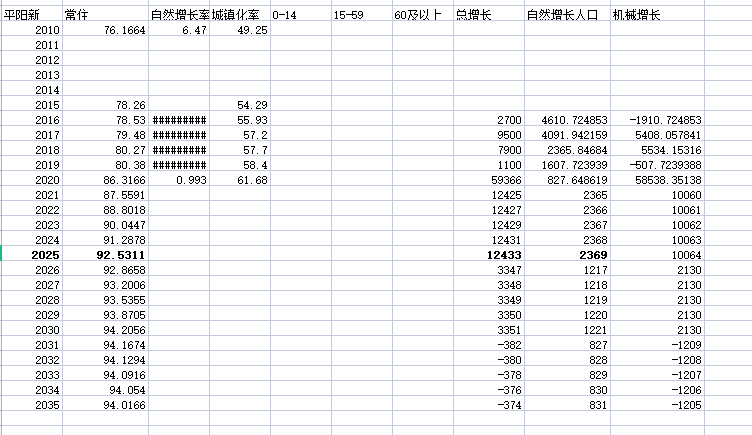 平阳新 常住 自然增长率 城镇化率 0-14 15-59 60及以上 总增长 自然增长人口 机械增长
2010 76.1664 6.47 49.25
2011
2012
2013
2014
2015 78.26 54.29
2016 78.53 ######### 55.93 2700 4610.724853 -1910.724853
2017 79.48 ######### 57.2 9500 4091.942159 5408.057841
2018 80.27 ######### 57.7 7900 2365.84684 5534.15316
2019 80.38 ######### 58.4 1100 1607.723939 -507.7239388
2020 86.3166 0.993 61.68 59366 827.648619 58538.35138
2021 87.5591 12425 2365 10060
2022 88.8018 12427 2366 10061
2023 90.0447 12429 2367 10062
2024 91.2878 12431 2368 10063
2025 92.5311 12433 2369 10064
2026 92.8658 3347 1217 2130
2027 93.2006 3348 1218 2130
2028 93.5355 3349 1219 2130
2029 93.8705 3350 1220 2130
2030 94.2056 3351 1221 2130
2031 94.1674 -382 827 -1209
2032 94.1294 -380 828 -1208
2033 94.0916 -378 829 -1207
2034 94.054 -376 830 -1206
2035 94.0166 -374 831 -1205